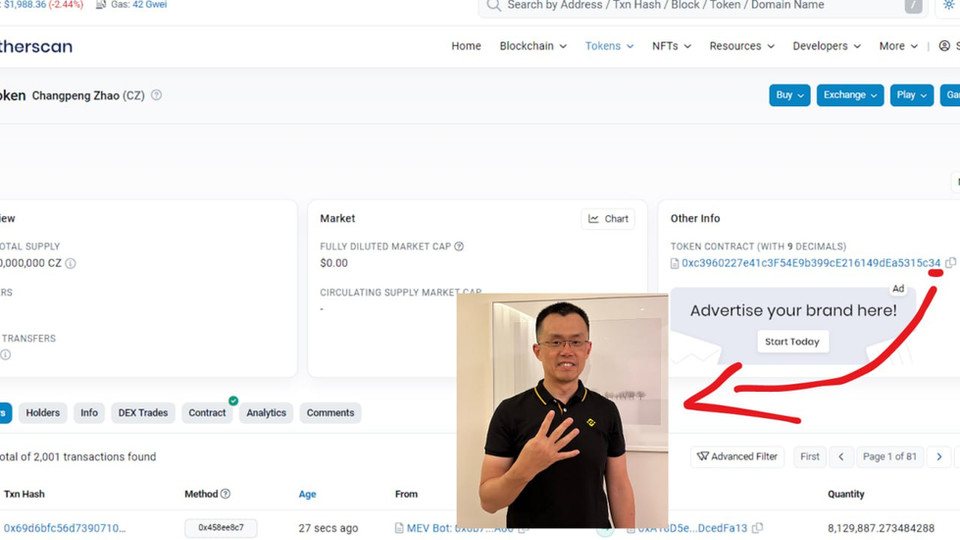 $1,988.36 (-2.44%) Gas: 42 Gwei
Search by Address / Txn Hash / Block / Token / Domain Name /
therscan
Home Blockchain Tokens NFTs Resources Developers More | S
oken Changpeng Zhao (CZ)
Buy Exchange Play Ga
iew
OTAL SUPPLY
0,000,000 CZ
RS
TRANSFERS
Market
Chart
FULLY DILUTED MARKET CAP
$0.00
CIRCULATING SUPPLY MARKET CAP
-
Other Info
TOKEN CONTRACT (WITH 9 DECIMALS)
0xc3960227e41c3F54E9b399cE216149dEa5315c34
Ad
Advertise your brand here!
Start Today
rs Holders Info DEX Trades Contract Analytics Comments
otal of 2,001 transactions found
Advanced Filter First Page 1 of 81
Txn Hash Method Age From Quantity
0x69d6bfc56d7390710... 0x458ee8c7 27 secs ago MEV Bot: 8,129,887.273484288